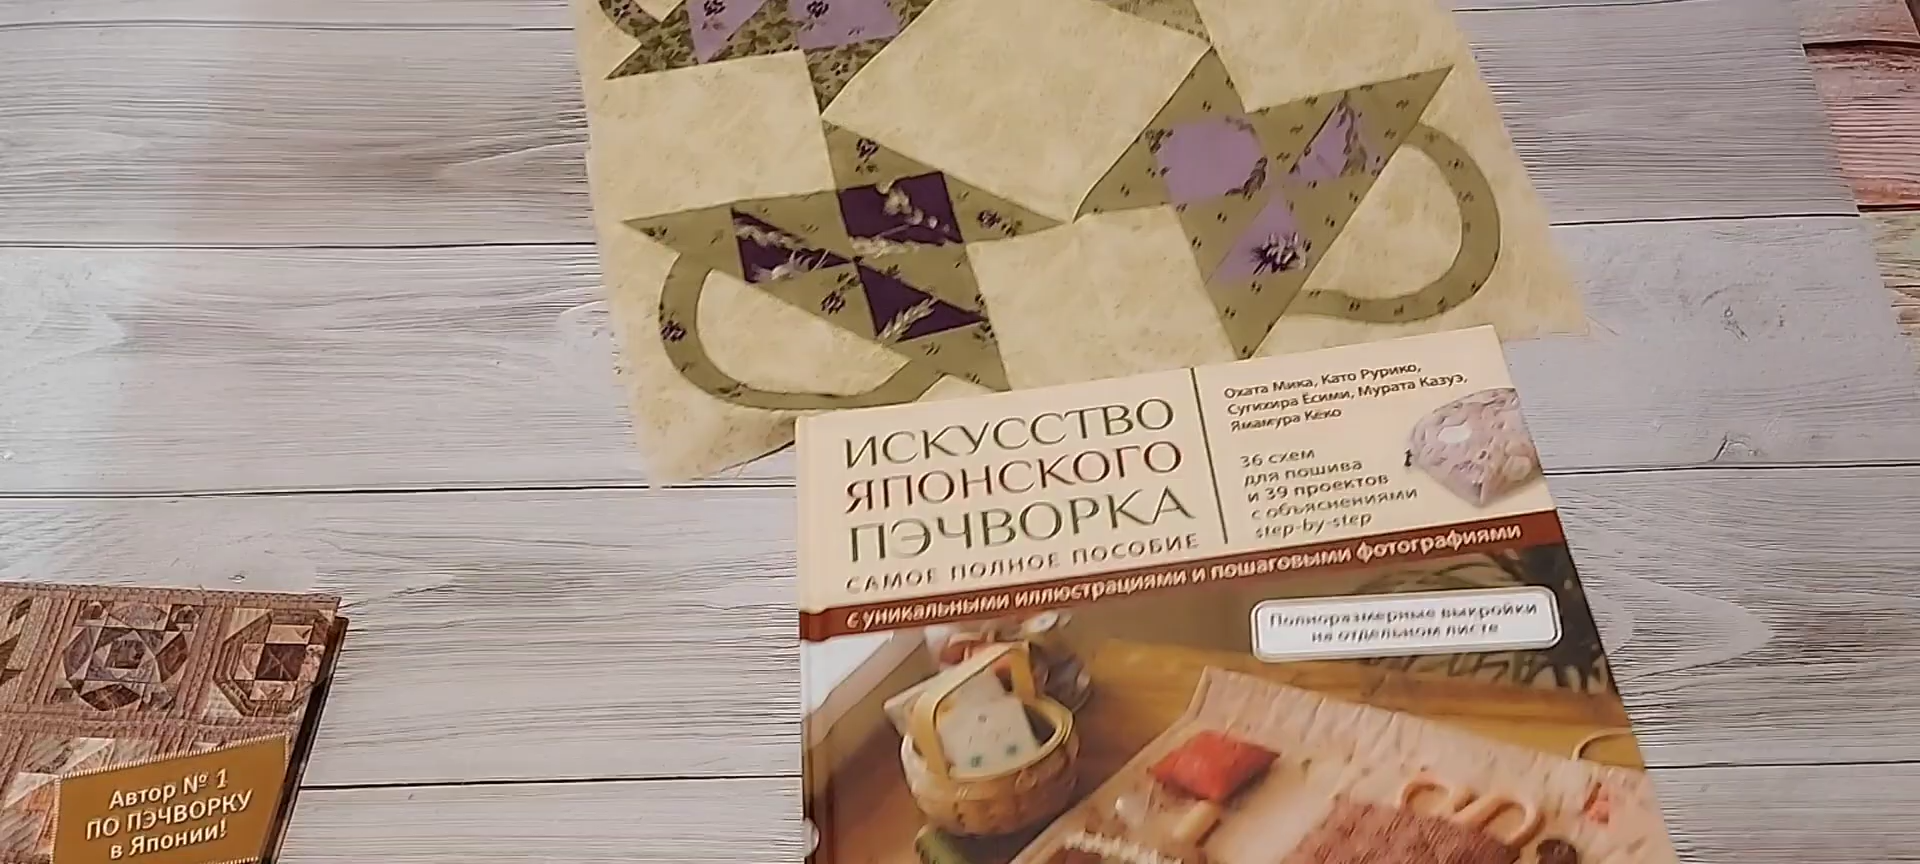 ИСКУССТВО
ЯПОНСКОГО
ПЭЧВОРКА
САМОЕ ПОЛНОЕ ПОСОБИЕ
Охата Мика, Като Рурико,
Сугихира Ёсими, Мурата Казуэ,
Ямамура Кёко
36 схем
для пошива
и 39 проектов
с объяснениями
step-by-step
с уникальными иллюстрациями и пошаговыми фотографиями
Полноразмерные выкройки
на отдельном листе
Автор № 1
ПО ПЭЧВОРКУ
в Японии!